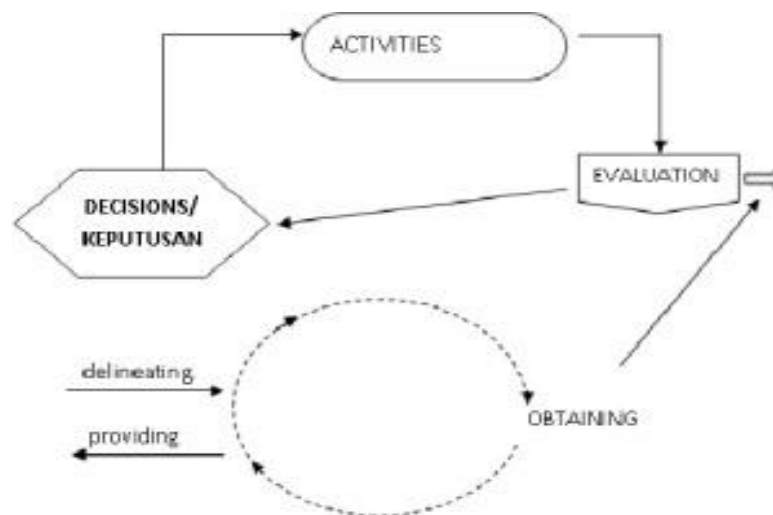 ACTIVITIES
EVALUATION
DECISIONS/
KEPUTUSAN
delineating
OBTAINING
providing